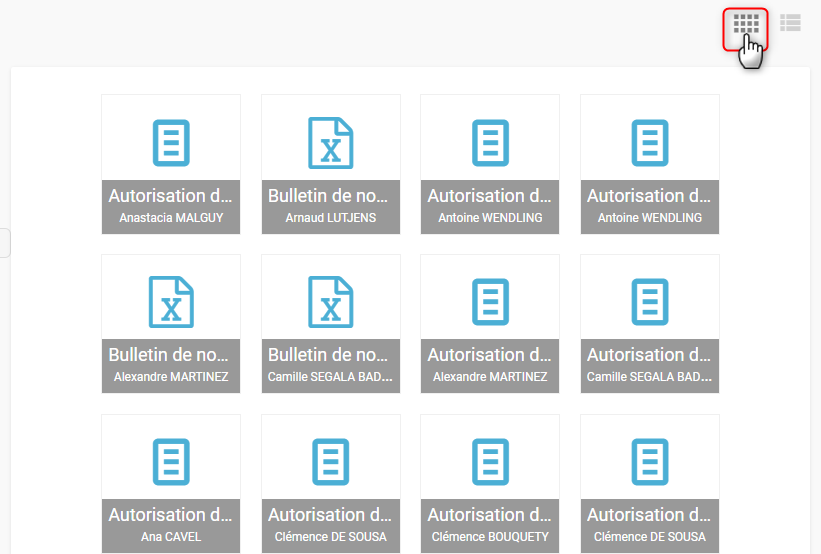 Autorisation d...
Anastacia MALGUY
Bulletin de no...
Arnaud LUTJENS
Autorisation d...
Antoine WENDLING
Autorisation d...
Antoine WENDLING
Bulletin de no...
Alexandre MARTINEZ
Bulletin de no...
Camille SEGALA BAD...
Autorisation d...
Alexandre MARTINEZ
Autorisation d...
Camille SEGALA BAD...
Autorisation d...
Ana CAVEL
Autorisation d...
Clémence DE SOUSA
Autorisation d...
Clémence BOUQUETY
Autorisation d...
Clémence DE SOUSA